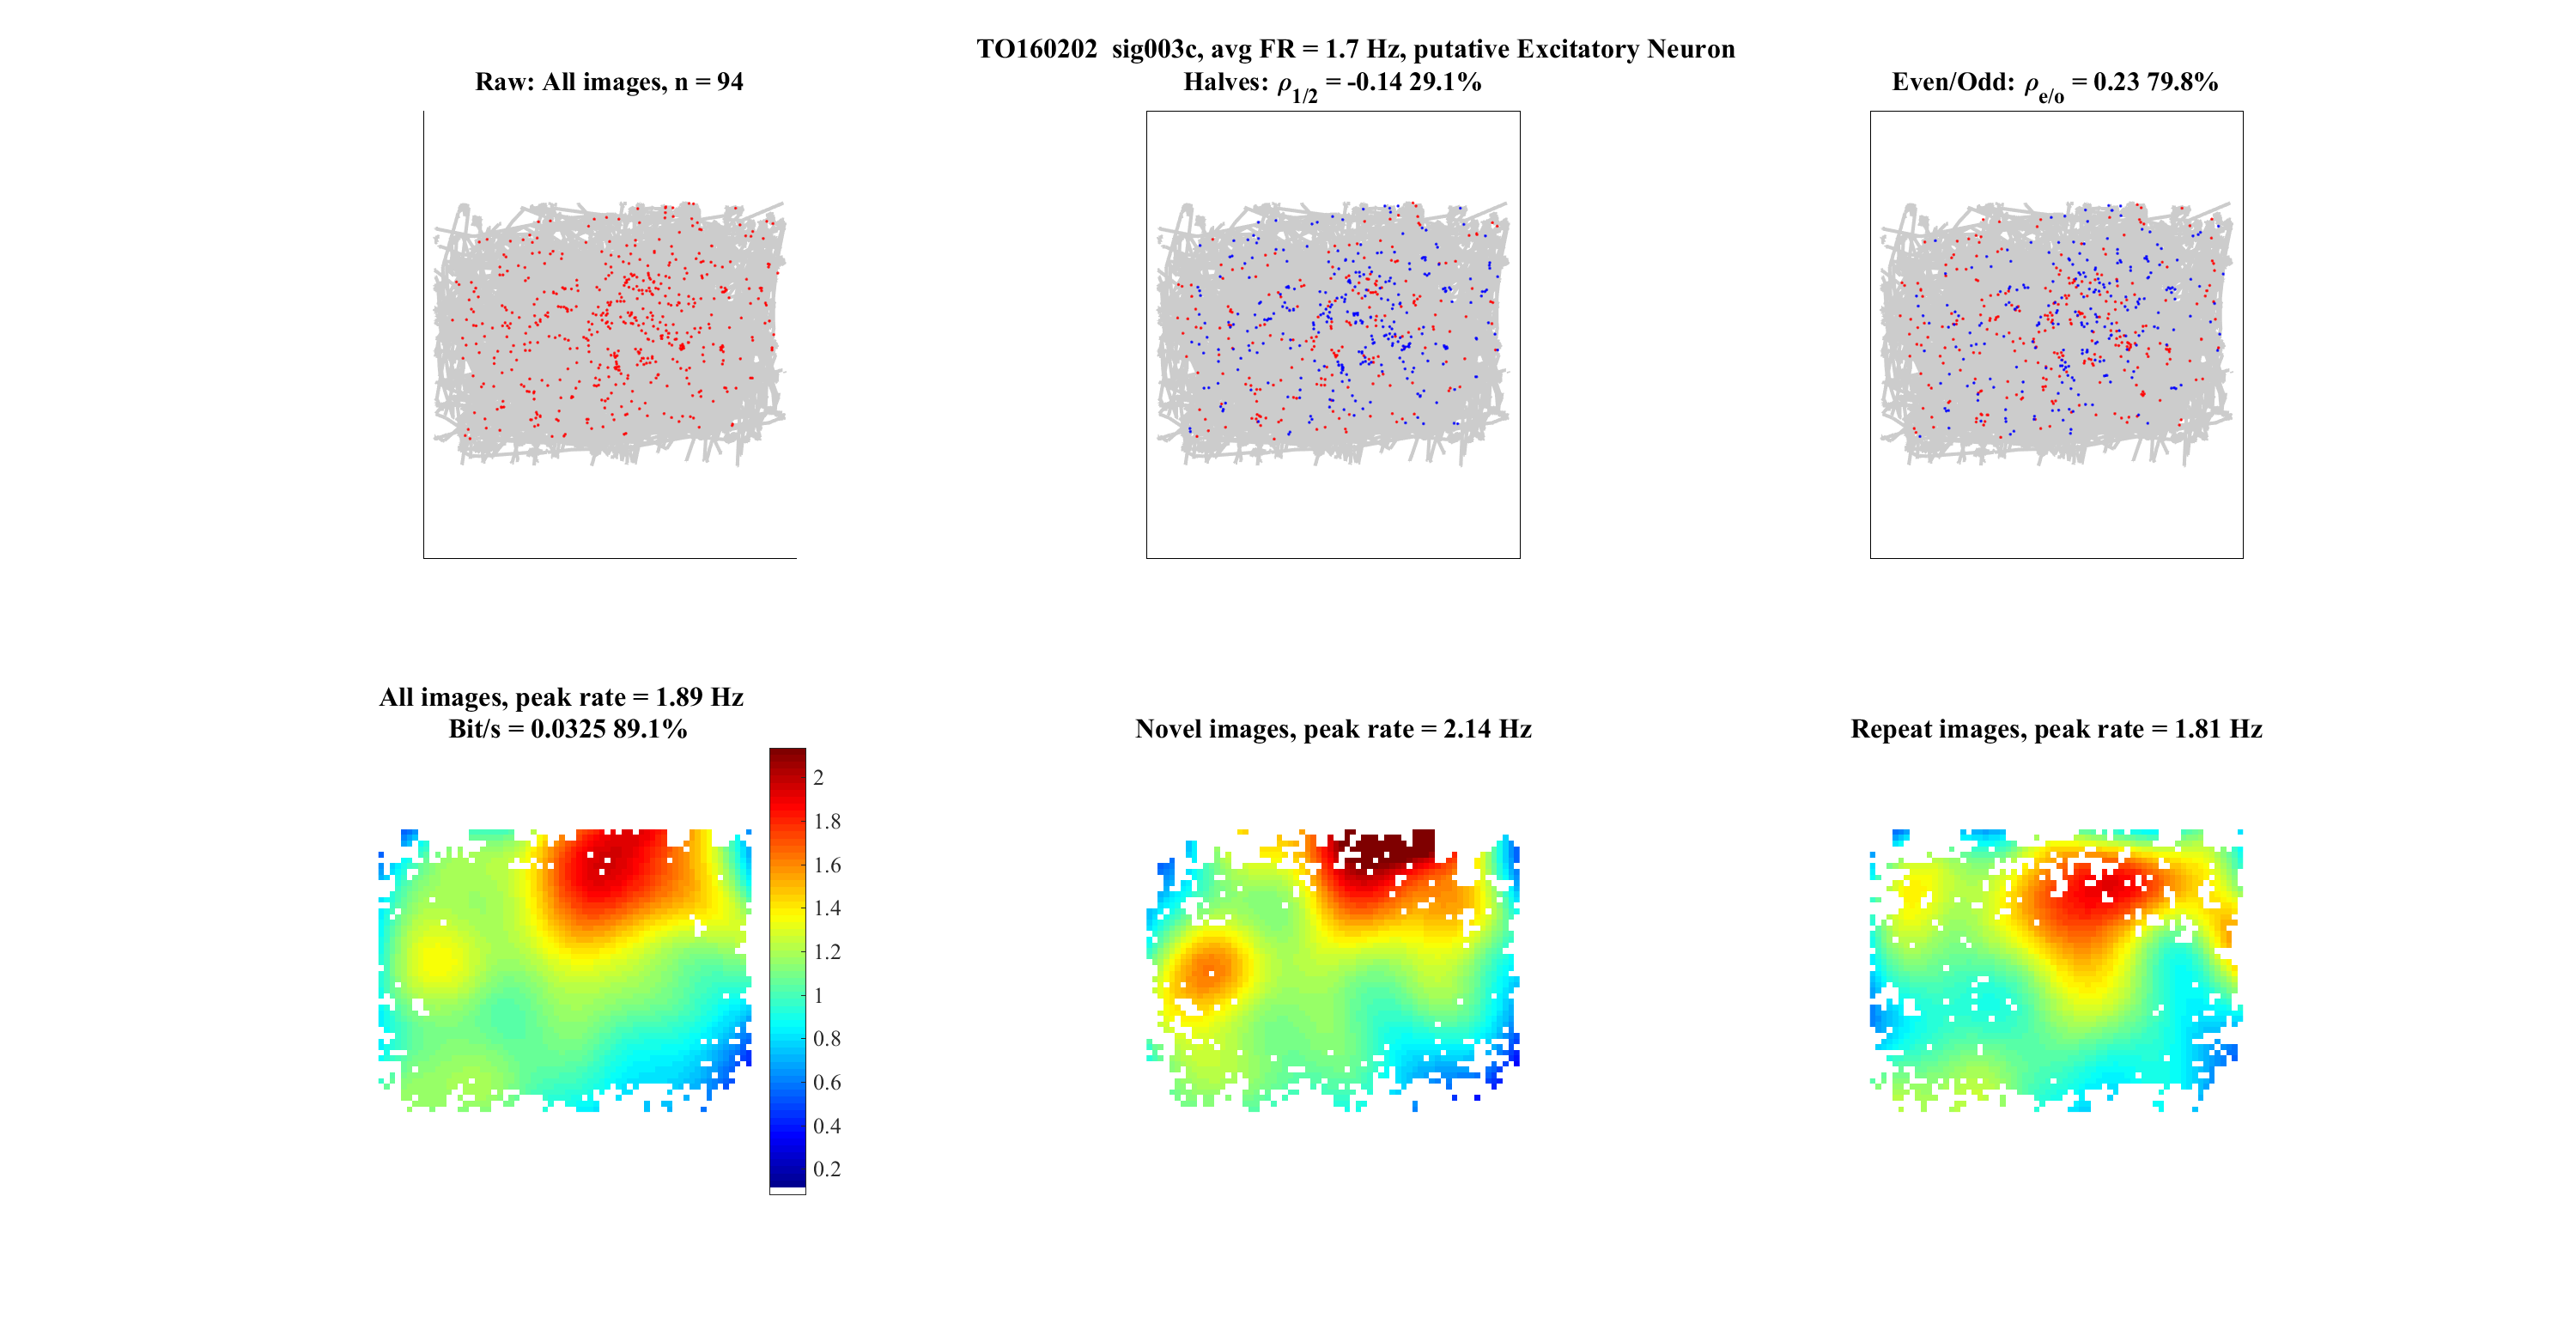 TO160202  sig003c, avg FR = 1.7 Hz, putative Excitatory Neuron
Raw: All images, n = 94
Halves: ρ1/2 = -0.14 29.1%
Even/Odd: ρe/o = 0.23 79.8%
All images, peak rate = 1.89 Hz
Bit/s = 0.0325 89.1%
Novel images, peak rate = 2.14 Hz
Repeat images, peak rate = 1.81 Hz
2
1.8
1.6
1.4
1.2
1
0.8
0.6
0.4
0.2